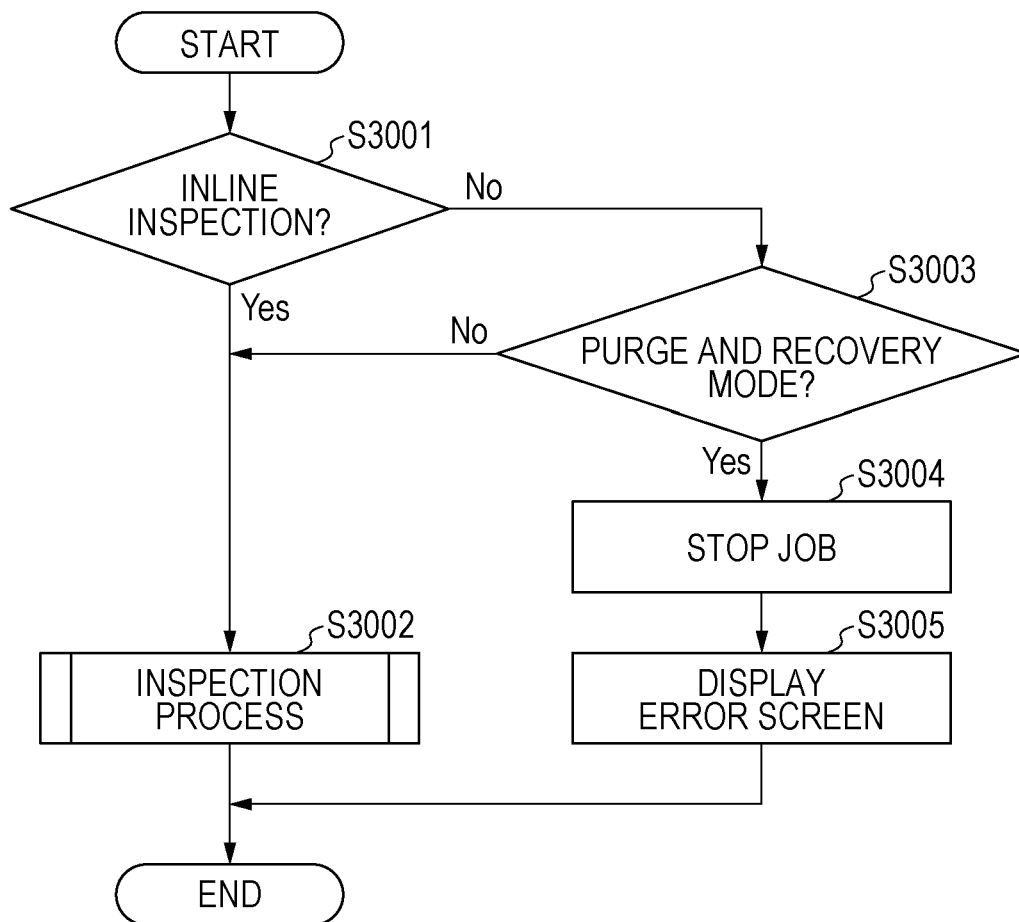 START
S3001
INLINE
INSPECTION?
No
Yes
S3003
No
PURGE AND RECOVERY
MODE?
Yes
S3004
STOP JOB
S3002
INSPECTION
PROCESS
S3005
DISPLAY
ERROR SCREEN
END